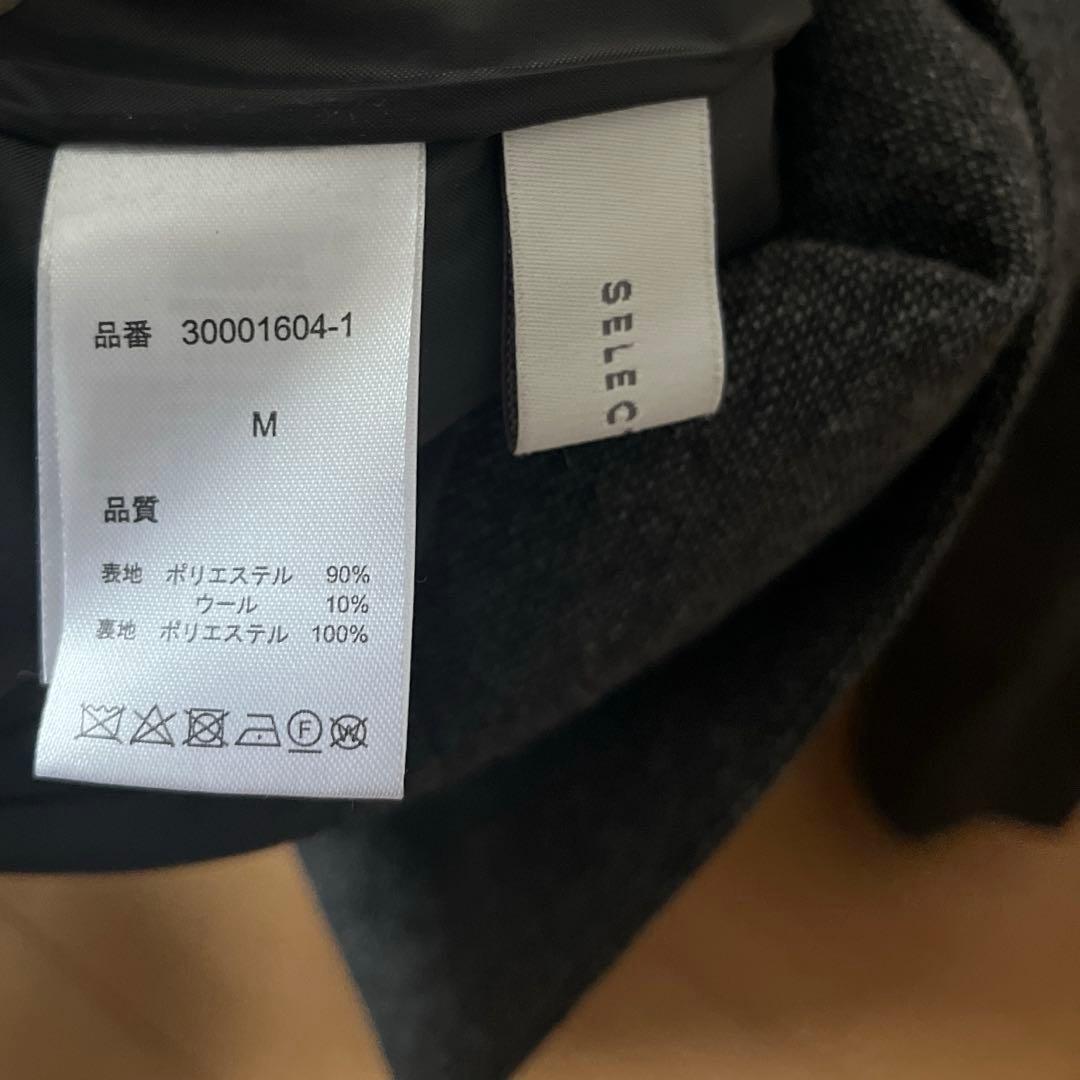 品番 30001604-1
M
品質
表地 ポリエステル 90%
ウール 10%
裏地 ポリエステル 100%
F
W
SELEC